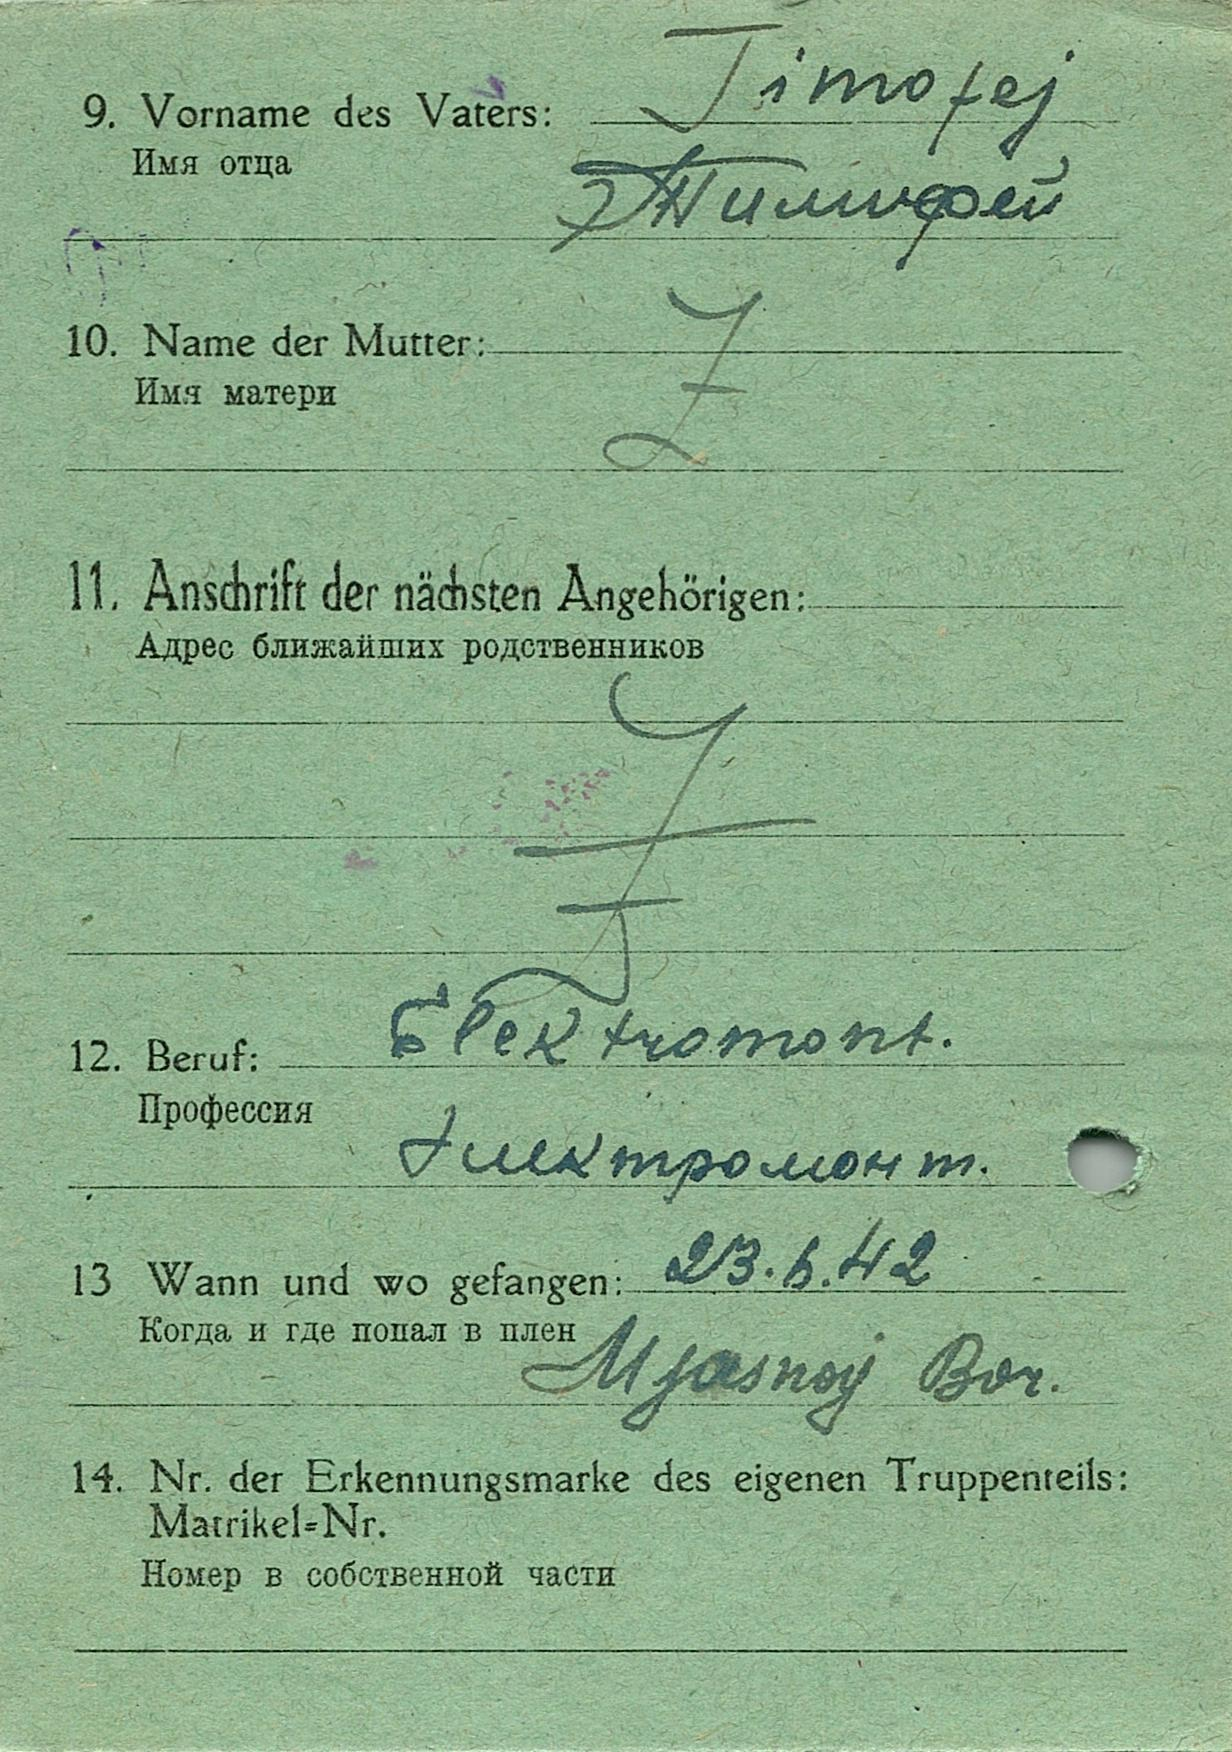 9. Vorname des Vaters: Timofej
Имя отца
Тимофей
10. Name der Mutter:
Имя матери
11. Anschrift der nächsten Angehörigen:
Адрес ближайших родственников
12. Beruf: Elektromont.
Профессия
Электромонт.
13 Wann und wo gefangen: 23.6.42
Когда и где попал в плен
Mjasnoj Bor.
14. Nr. der Erkennungsmarke des eigenen Truppenteils:
Matrikel-Nr.
Номер в собственной части